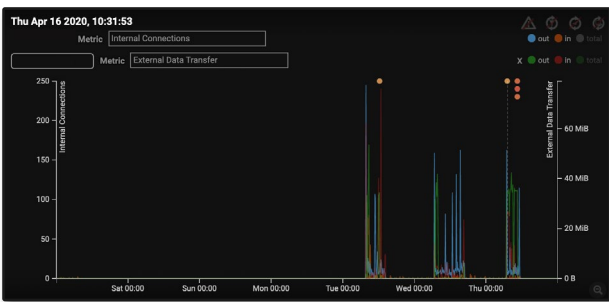 Thu Apr 16 2020, 10:31:53
Metric Internal Connections
out in total
Metric External Data Transfer
x out in total
250
200
150
100
50
0
Internal Connections
External Data Transfer
60 MiB
40 MiB
20 MiB
0 B
Sat 00:00 Sun 00:00 Mon 00:00 Tue 00:00 Wed 00:00 Thu 00:00